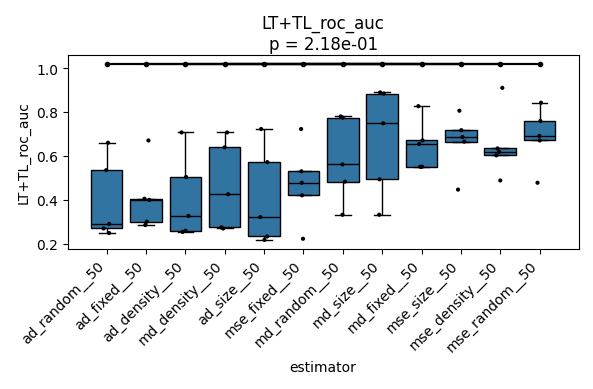 LT+TL_roc_auc
p = 2.18e-01
LT+TL_roc_auc
1.0
0.8
0.6
0.4
0.2
ad_random__50
ad_fixed__50
ad_density__50
md_density__50
ad_size__50
mse_fixed__50
md_random__50
md_size__50
md_fixed__50
mse_size__50
mse_density__50
mse_random__50
estimator